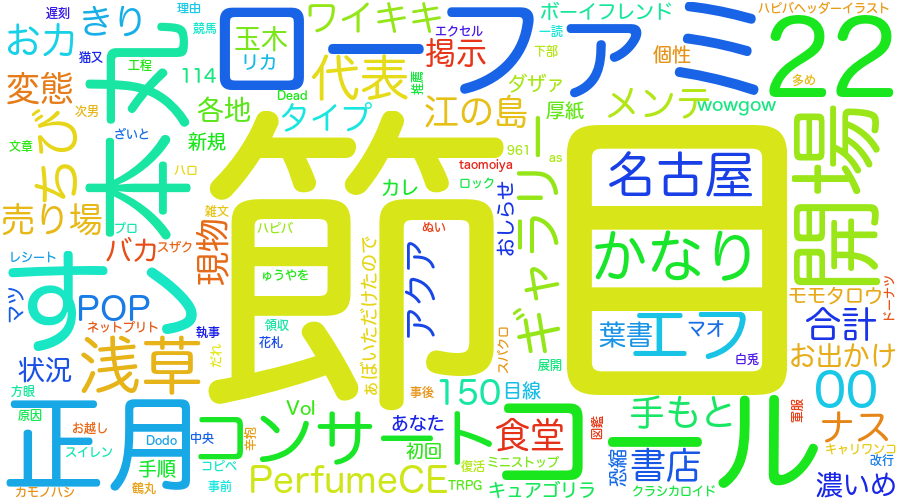 遅刻
きり
お力
猫又
工程
変態
次男
文章
ちび
ざいと
売り場
プロ
バカ
スザク
レシート
すし
マツ
POP
ネットプリト
状況
浅草
方眼
原因
正月
お越し
スイレン
カモノハシ
手順
Dodo
鶴丸
中央
コピペ
事前
理由
競馬
114
各地
新規
ハロ
本丸
現物
雑文
執事
だれ
ローファミ
玉木
リカ
ワイキキ
エクセル
掲示
代表
推薦
Dead
タイプ
江の島
961
taomoiya
カレ
ロック
節目
ハピバ
ゅうやを
領収
花札
ぁぽいただけたので
アクア
ぬい
おしらせ
ギャラリー
スパクロ
事後
展開
150
目線
Vol
コンサート
辛抱
あなた
初回
PerfumeCE
復活
TRPG
ミニストップ
キュアゴリラ
食堂
図鑑
ボーイフレンド
一読
下部
個性
ダザァ
厚紙
as
メンテ
wowgow
ハピバヘッダーイラスト
22
多め
名古屋
かなり
葉書
エフ
マオ
白兎
開場
モモタロウ
ドーナツ
合計
お出かけ
00
手もと
コール
軍服
ナス
恐縮
書店
クラシカロイド
キャリワンコ
改行
濃いめ